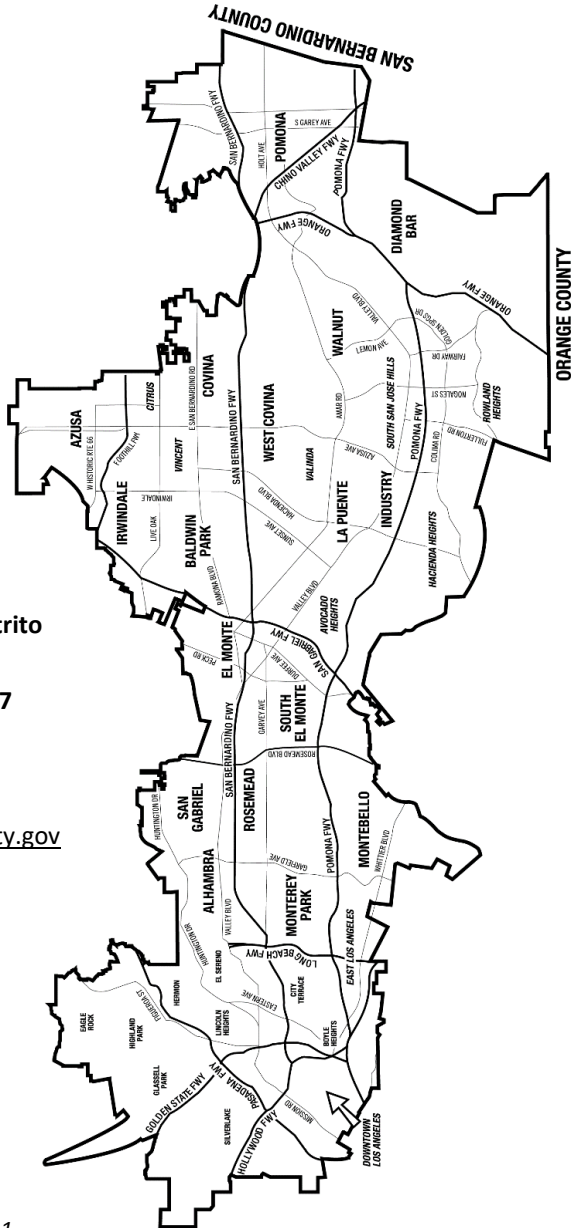 trito
7
ty.gov
1
SAN BERNARDINO COUNTY
SAN BERNARDINO FWY
HOLT AVE
S GAREY AVE
POMONA
CHINO VALLEY FWY
POMONA FWY
ORANGE FWY
DIAMOND
BAR
ORANGE FWY
ORANGE COUNTY
VALLEY BLVD
GOLDEN SPGS DR
WALNUT
LEMON AVE
FAIRWAY DR
AMAR RD
NOGALES ST
ROWLAND
HEIGHTS
SOUTH SAN JOSE HILLS
POMONA FWY
FULLERTON RD
COLIMA RD
AZUSA
W HISTORIC RTE 66
FOOTHILL FWY
CITRUS
E SAN BERNARDINO RD
COVINA
SAN BERNARDINO FWY
WEST COVINA
VALINDA
AZUSA AVE
VINCENT
IRWINDALE
IRWINDALE
LIVE OAK
BALDWIN
PARK
HACIENDA BLVD
SUNSET AVE
LA PUENTE
INDUSTRY
HACIENDA HEIGHTS
RAMONA BLVD
VALLEY BLVD
AVOCADO
HEIGHTS
SAN GABRIEL FWY
EL MONTE
PECK RD
DURFEE AVE
SAN BERNARDINO FWY
GARVEY AVE
SOUTH
EL MONTE
ROSEMEAD BLVD
HUNTINGTON DR
SAN
GABRIEL
ROSEMEAD
POMONA FWY
MONTEBELLO
WHITTIER BLVD
GARFIELD AVE
ALHAMBRA
VALLEY BLVD
MONTEREY
PARK
HUNTINGTON DR
LONG BEACH FWY
EAST LOS ANGELES
EL SERENO
CITY
TERRACE
EASTERN AVE
HERMON
LINCOLN
HEIGHTS
BOYLE
HEIGHTS
FIGUEROA ST
EAGLE
ROCK
HIGHLAND
PARK
GLASSELL
PARK
GOLDEN STATE FWY
PASADENA FWY
SILVERLAKE
HOLLYWOOD FWY
MISSION RD
DOWNTOWN
LOS ANGELES